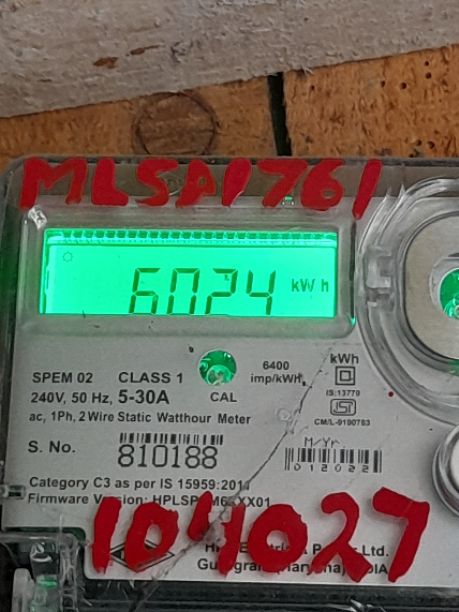 MLSA1761
6024 kWh
6400
imp/kWH
kWh
SPEM 02 CLASS 1
240V, 50 Hz, 5-30A
CAL
IS:13779
ac, 1Ph, 2 Wire Static Watthour Meter
S. No. 810188
M/Yr.
012022
Category C3 as per IS 15959:2011
Firmware Version:
104027
Ltd.